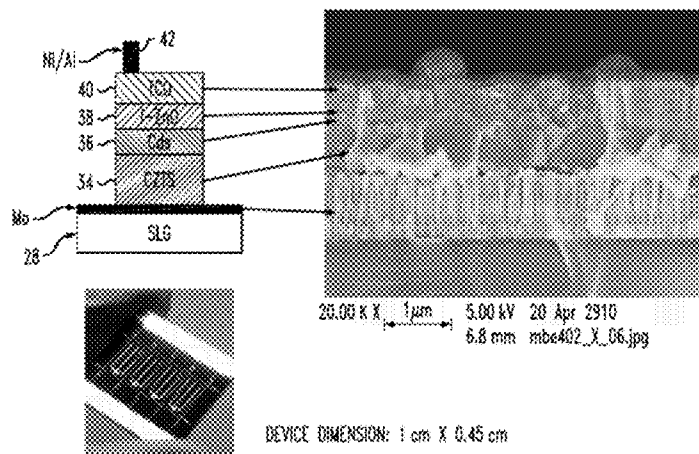 Ni/Al
42
40
TCO
38
i-ZnO
36
CdS
34
CZTS
Mo
28
SLG
20.00 K X
1μm
5.00 kV
20 Apr 2910
6.8 mm
mbe402_X_06.jpg
DEVICE DIMENSION: 1 cm X 0.45 cm